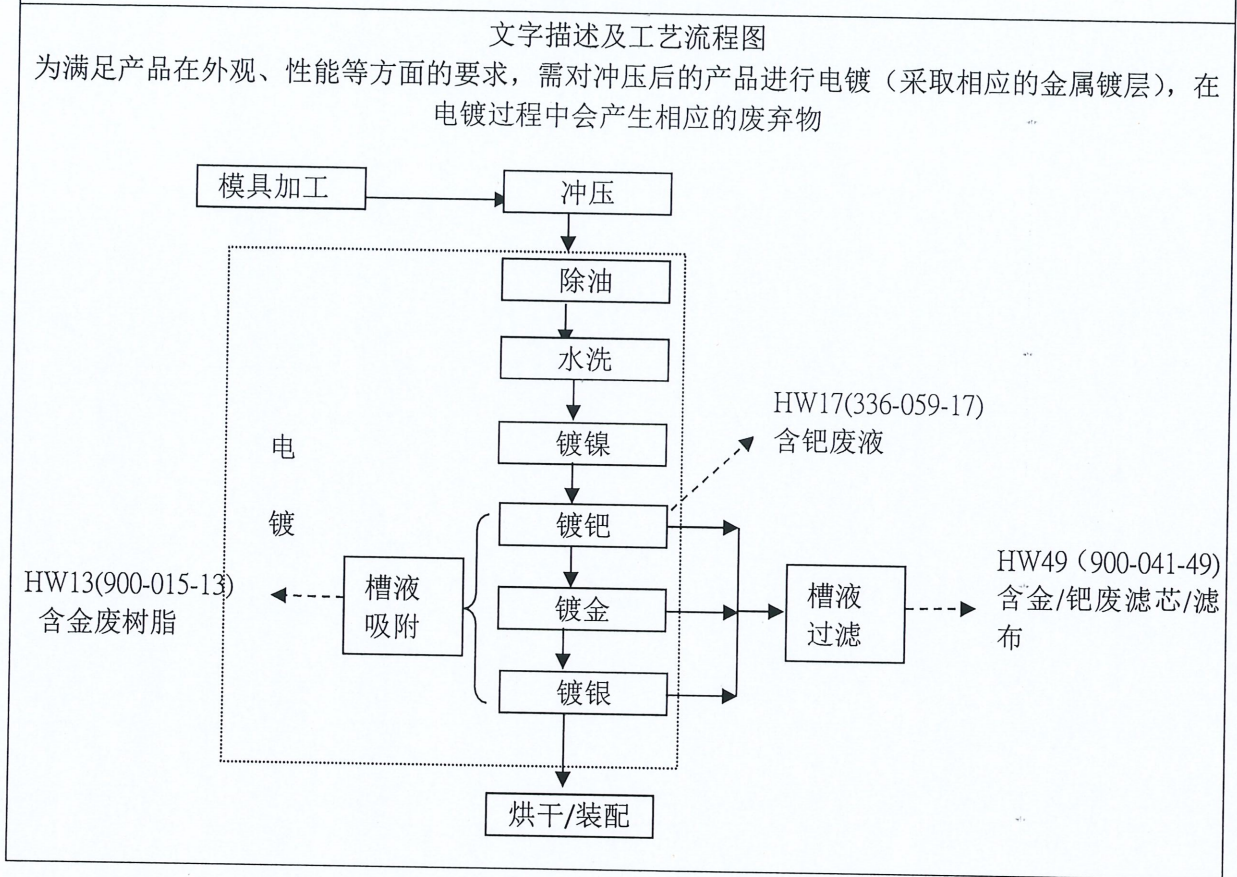 文字描述及工艺流程图
为满足产品在外观、性能等方面的要求，需对冲压后的产品进行电镀（采取相应的金属镀层），在
电镀过程中会产生相应的废弃物
模具加工
冲压
除油
水洗
HW17(336-059-17)
含钯废液
电
镀镍
镀
镀钯
HW13(900-015-13)
含金废树脂
槽液
吸附
镀金
槽液
过滤
HW49（900-041-49)
含金/钯废滤芯/滤
布
镀银
烘干/装配